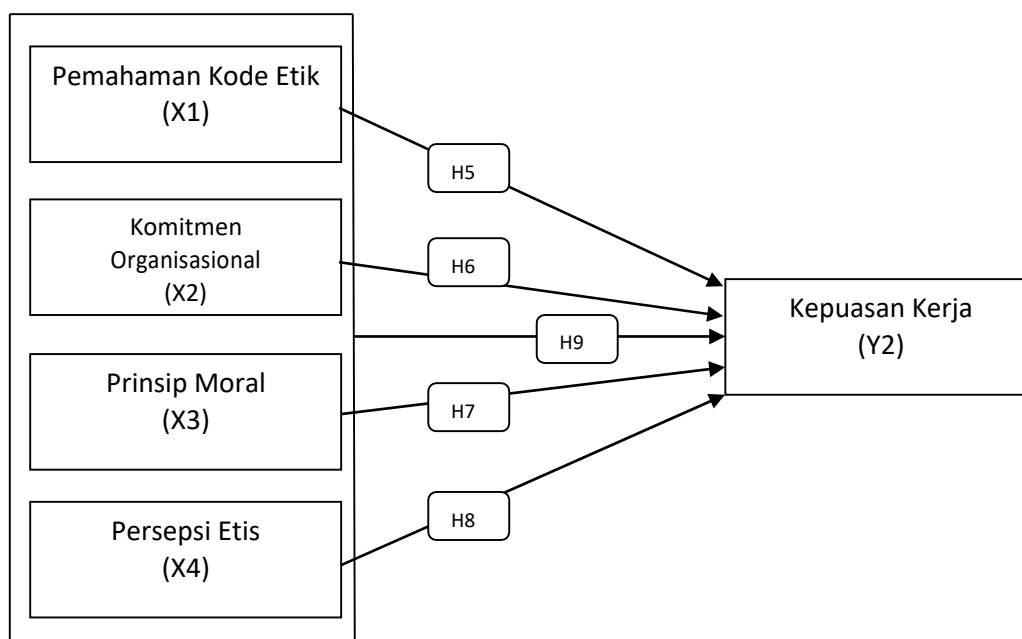 Pemahaman Kode Etik
(X1)
H5
Komitmen
Organisasional
(X2)
H6
Kepuasan Kerja
(Y2)
H9
Prinsip Moral
(X3)
H7
Persepsi Etis
(X4)
H8